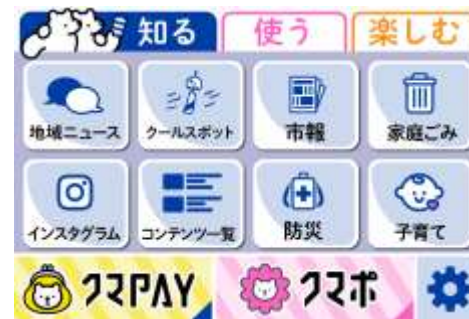 知る 使う 楽しむ
地域ニュース クールスポット 市報 家庭ごみ
インスタグラム コンテンツ一覧 防災 子育て
クマPAY クマポ